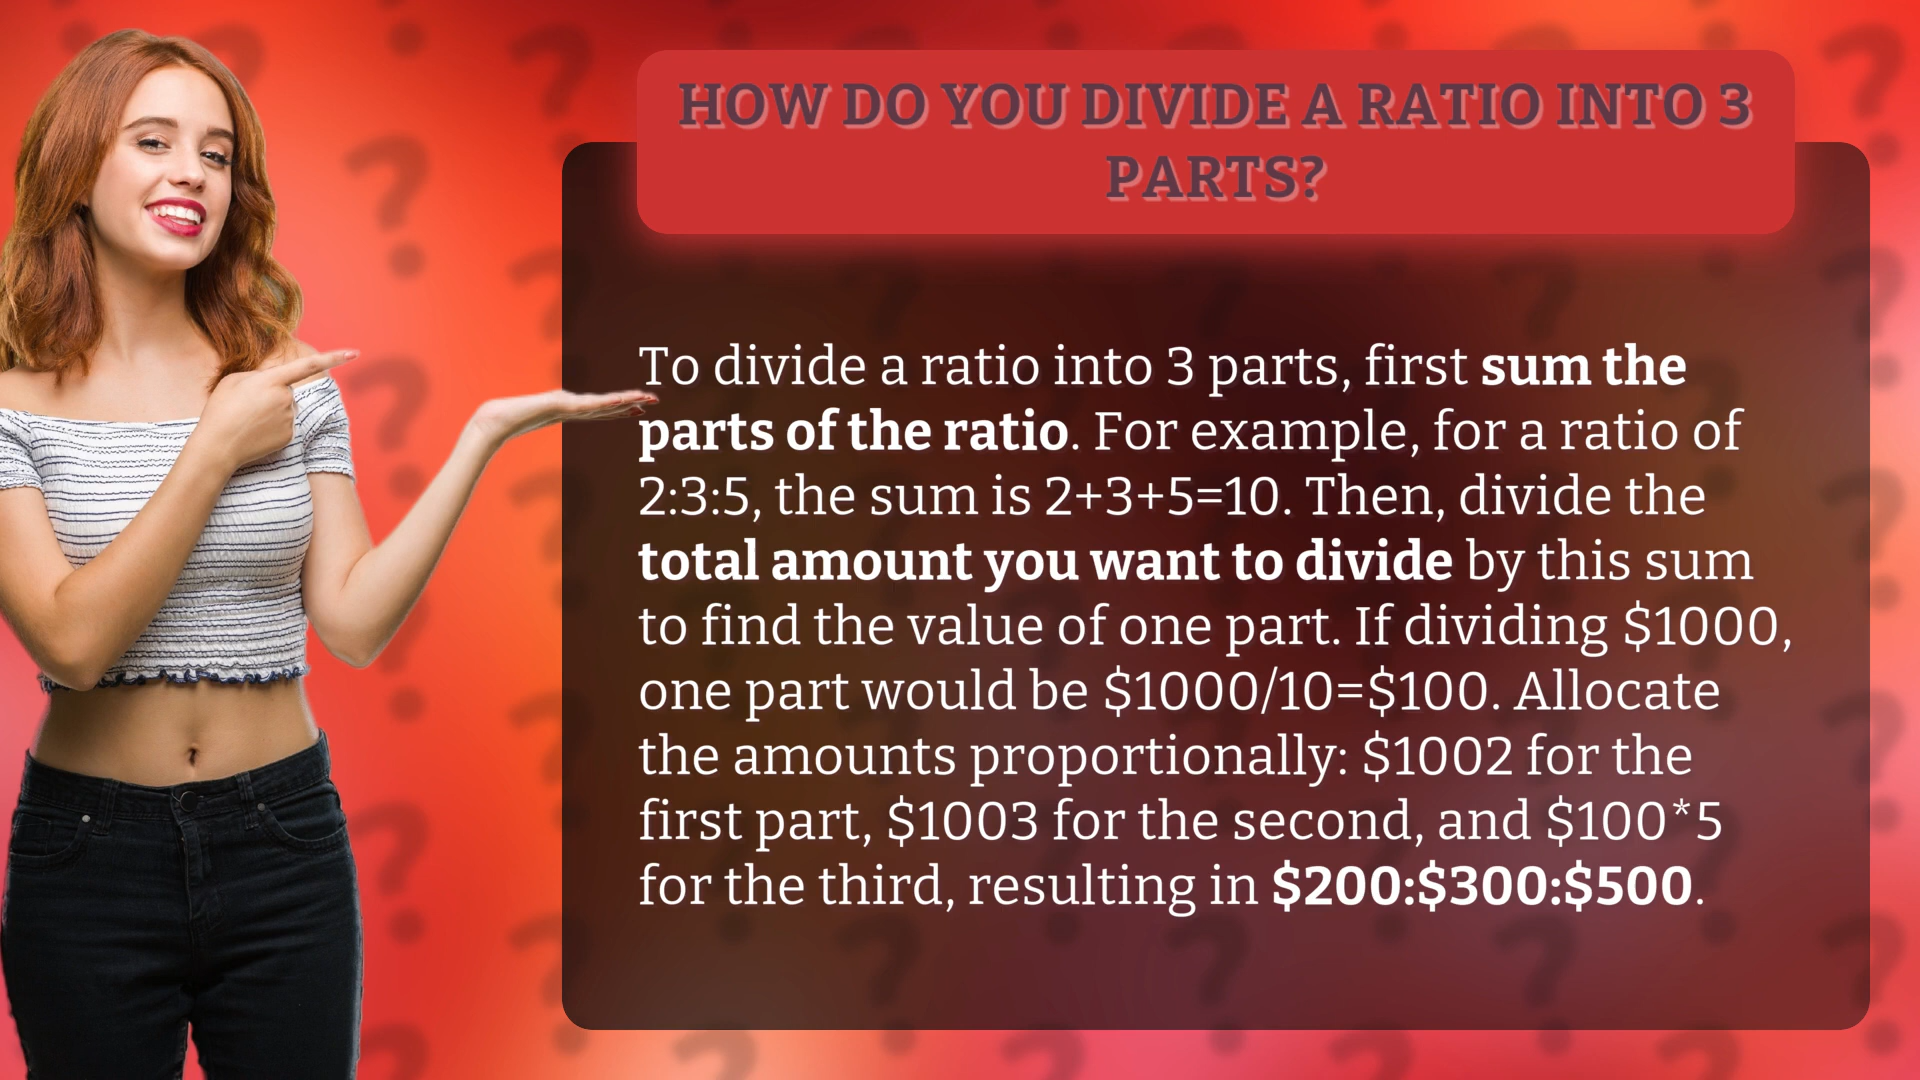 HOW DO YOU DIVIDE A RATIO INTO 3
PARTS?
To divide a ratio into 3 parts, first sum the
parts of the ratio. For example, for a ratio of
2:3:5, the sum is 2+3+5=10. Then, divide the
total amount you want to divide by this sum
to find the value of one part. If dividing $1000,
one part would be $1000/10=$100. Allocate
the amounts proportionally: $1002 for the
first part, $1003 for the second, and $100*5
for the third, resulting in $200:$300:$500.